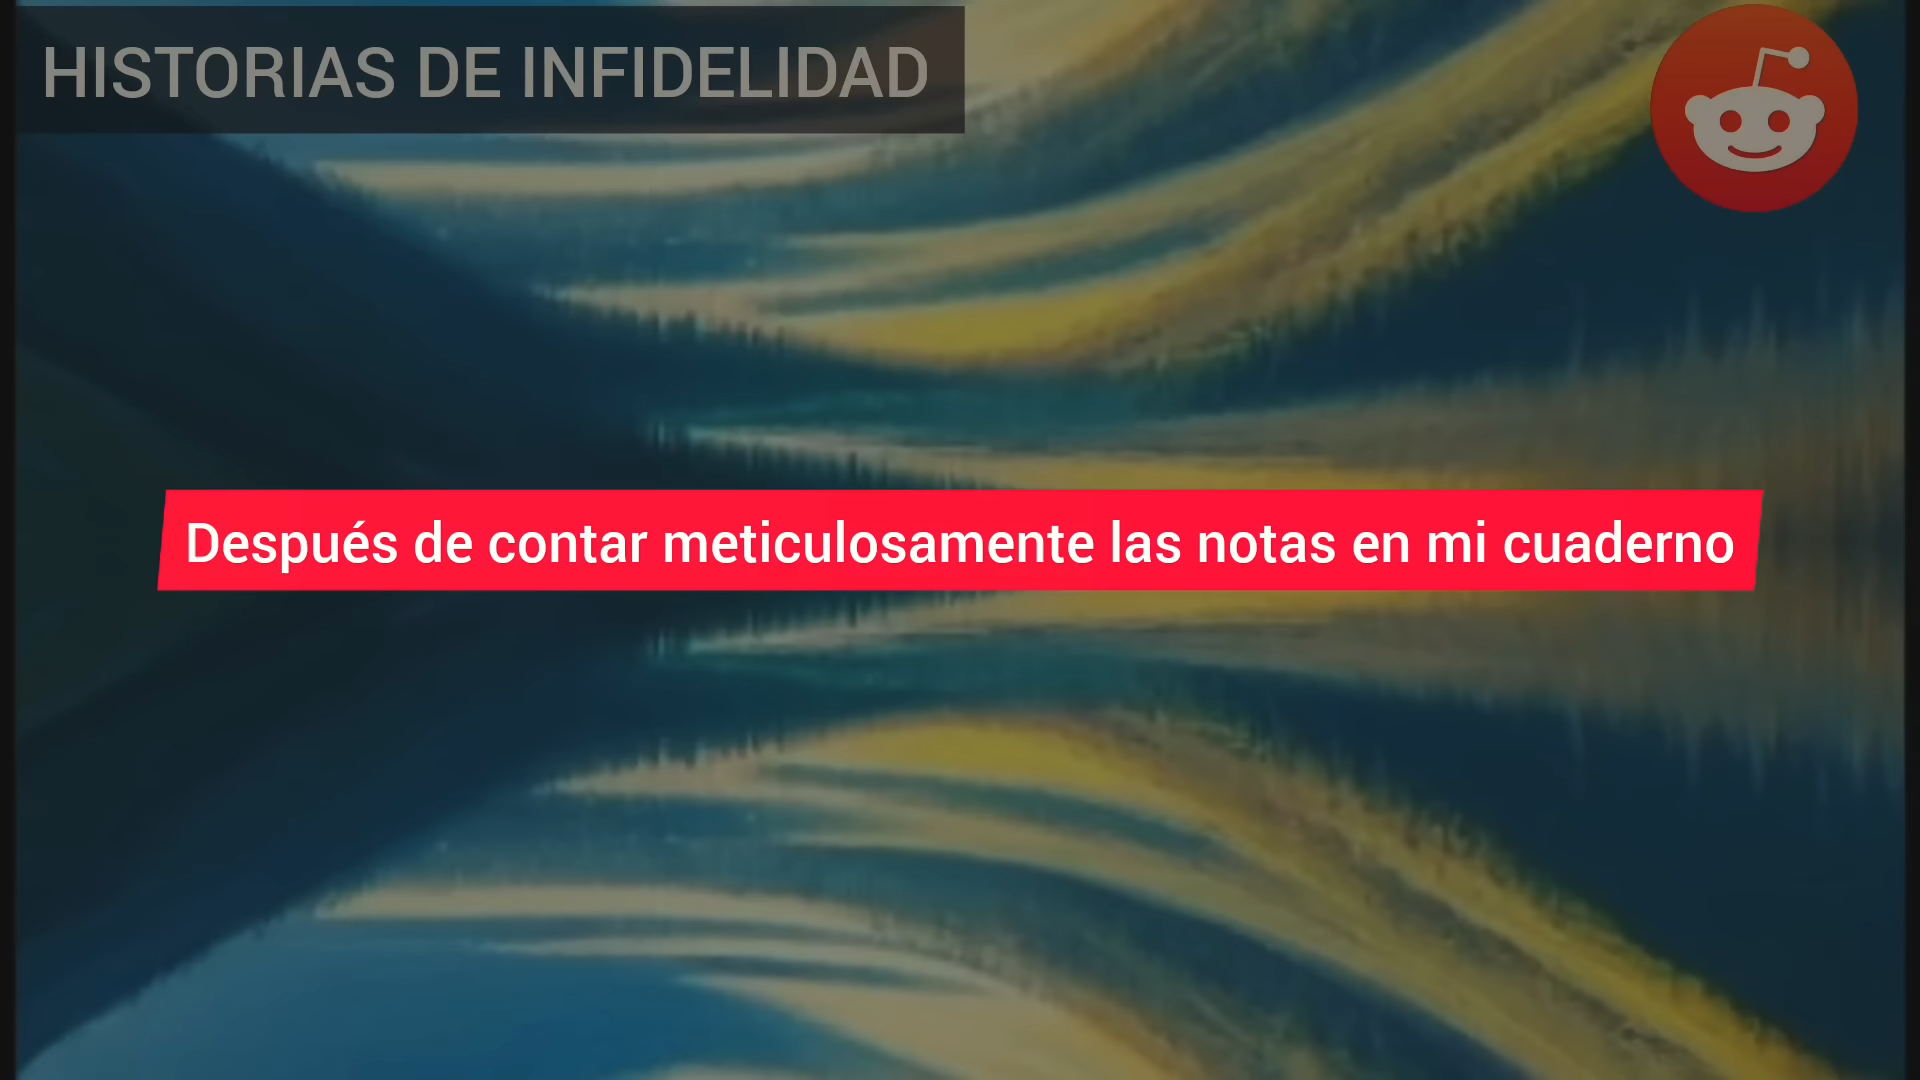 HISTORIAS DE INFIDELIDAD
Después de contar meticulosamente las notas en mi cuaderno